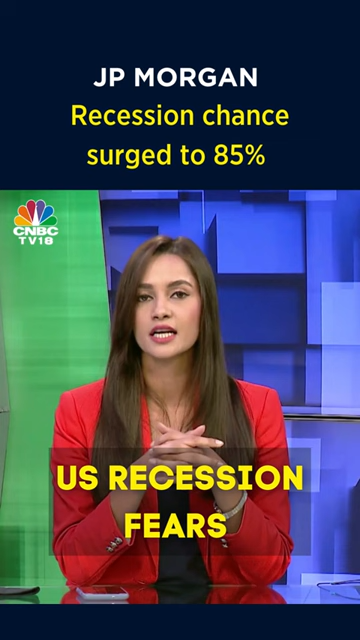 JP MORGAN
Recession chance
surged to 85%
CNBC
TV18
US RECESSION
FEARS